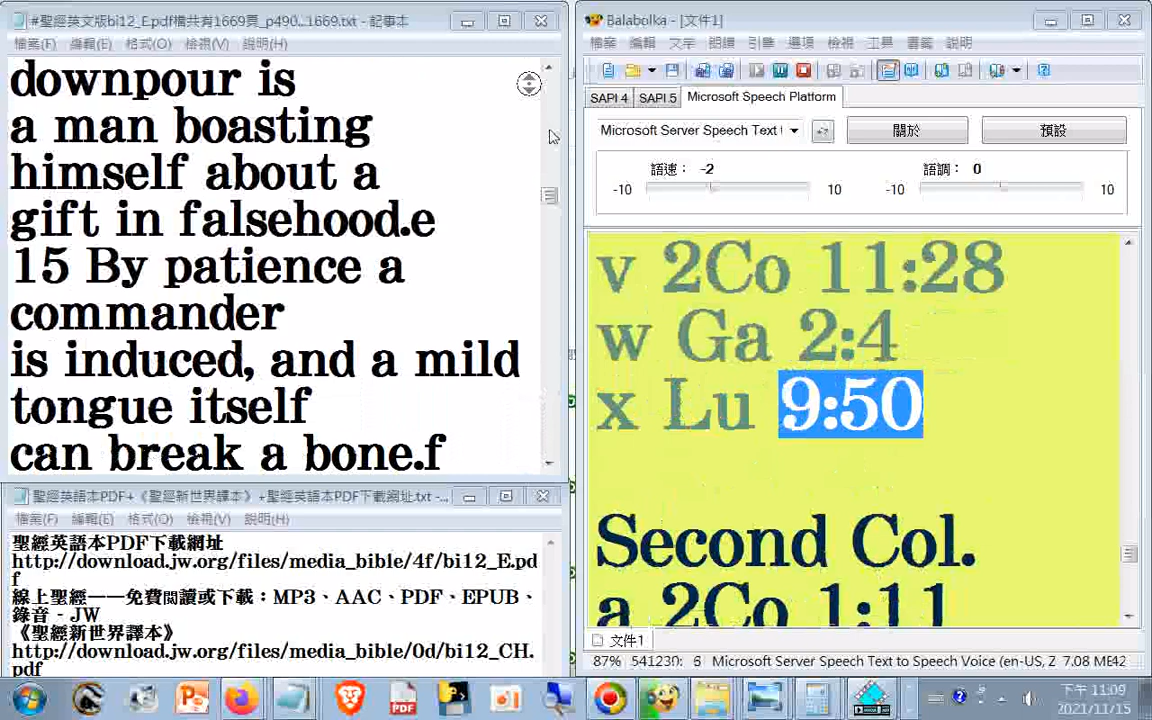 #聖經英文版bi12_E.pdf檔共有1669頁_p490...1669.txt - 記事本
檔案(F) 編輯(E) 格式(O) 檢視(V) 說明(H)
downpour is
a man boasting
himself about a
gift in falsehood.e
15 By patience a
commander
is induced, and a mild
tongue itself
can break a bone.f
聖經英語本PDF+《聖經新世界譯本》+聖經英語本PDF下載網址.txt -...
檔案(F) 編輯(E) 格式(O) 檢視(V) 說明(H)
聖經英語本PDF下載網址
http://download.jw.org/files/media_bible/4f/bi12_E.pd
f
線上聖經——免費閱讀或下載：MP3、AAC、PDF、EPUB、
錄音 - JW
《聖經新世界譯本》
http://download.jw.org/files/media_bible/0d/bi12_CH.
pdf
Balabolka - [文件1]
檔案 編輯 文字 朗讀 引擎 選項 檢視 工具 書籤 說明
SAPI 4 SAPI 5 Microsoft Speech Platform
Microsoft Server Speech Text t 關於 預設
語速： -2 語調： 0
-10 10 -10 10
v 2Co 11:28
w Ga 2:4
x Lu 9:50
Second Col.
a 2Co 1:11
文件1
87% 541230: 6 Microsoft Server Speech Text to Speech Voice (en-US, Z 7.08 ME42
PDF
下午 11:09
2021/11/15